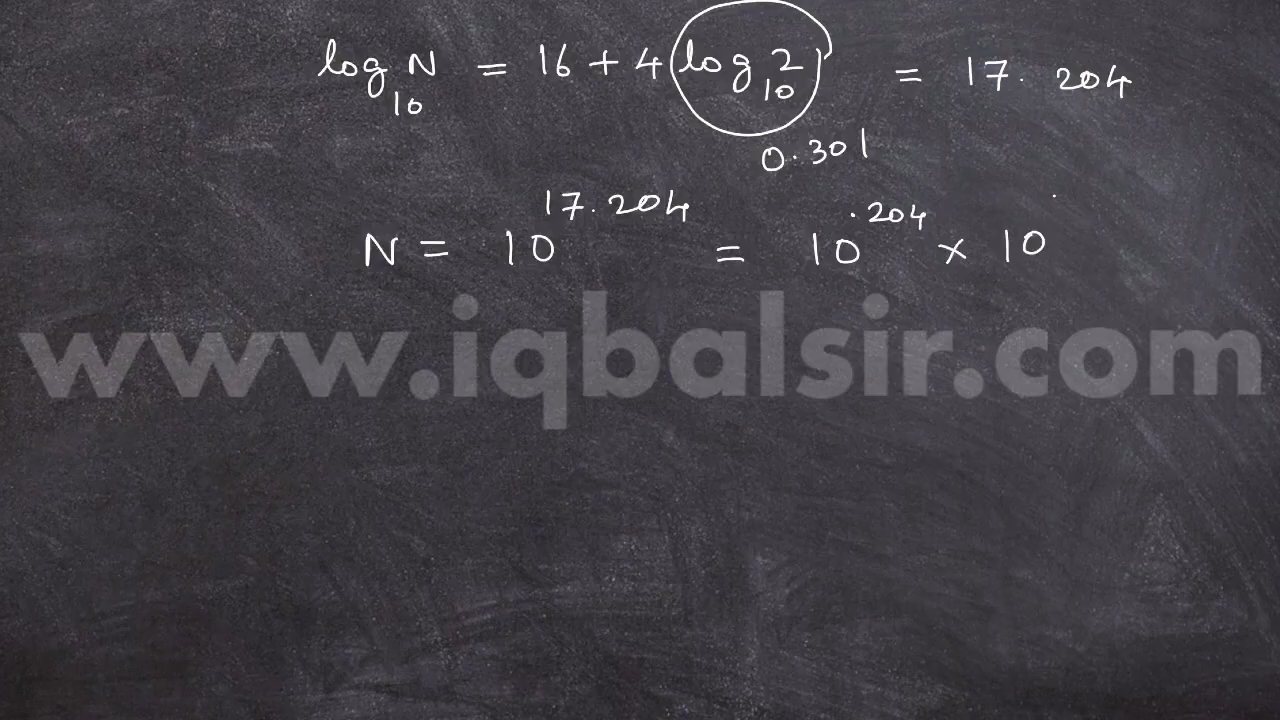 log₁₀ N = 16 + 4 log₁₀ 2 = 17.204
0.301
N = 10^17.204 = 10^.204 × 10
www.iqbalsir.com